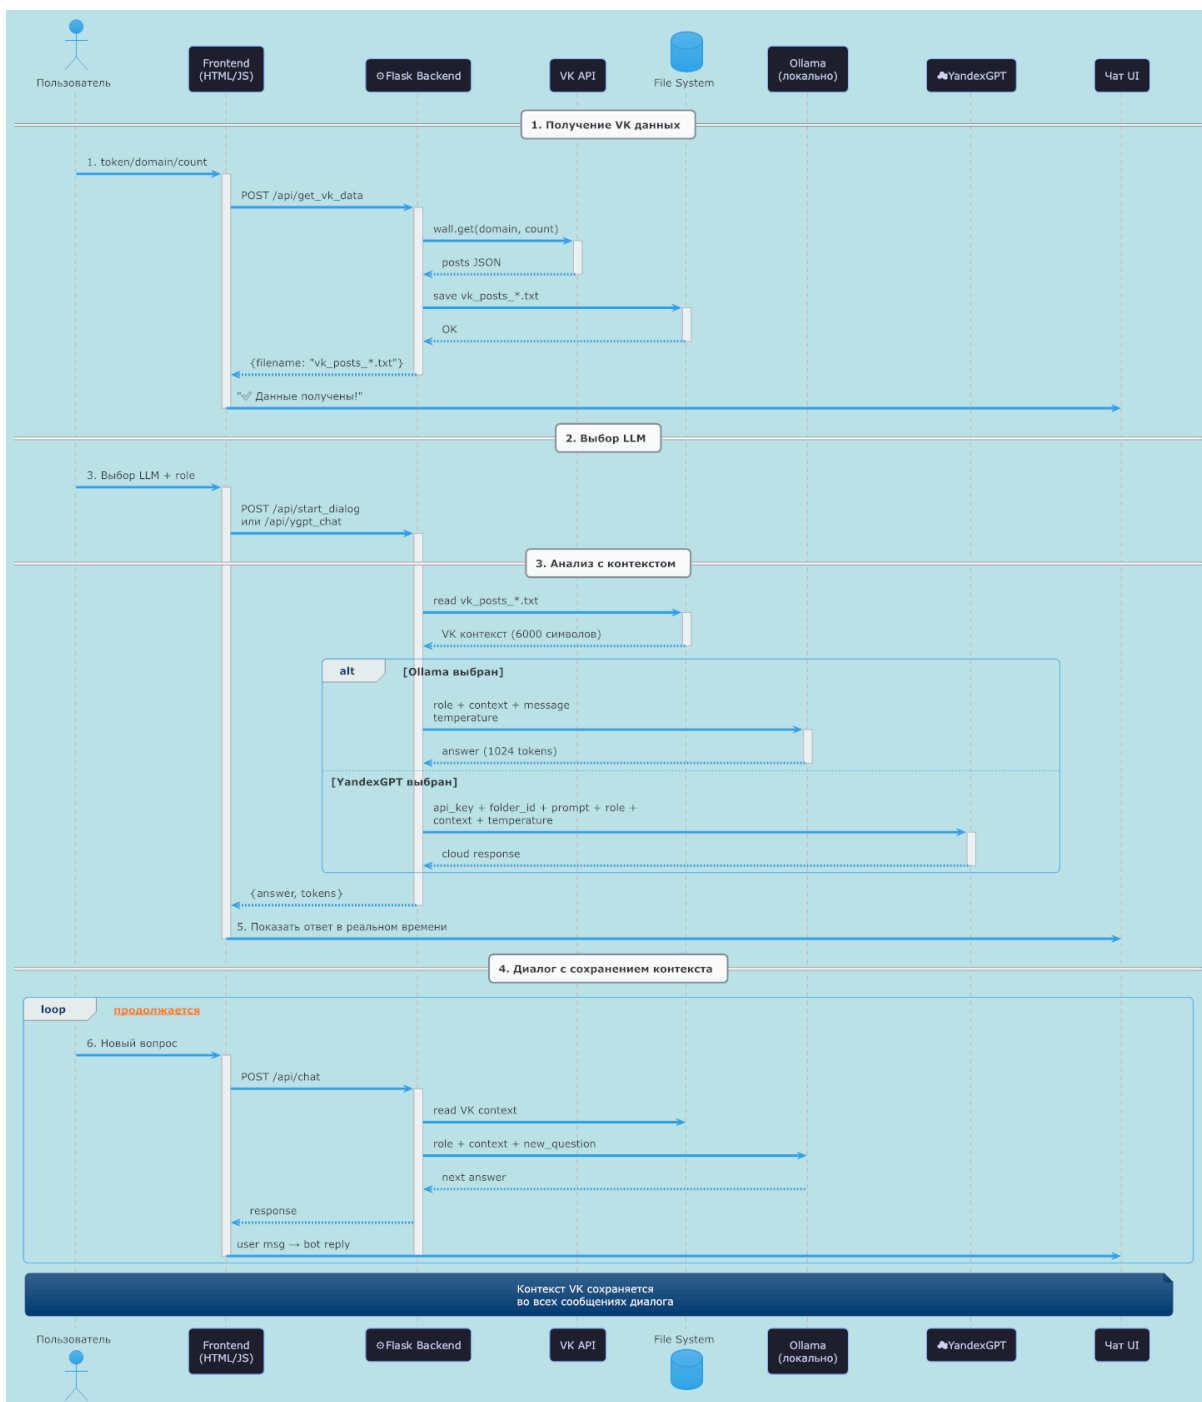 Пользователь
Frontend
(HTML/JS)
⚙Flask Backend
VK API
File System
Ollama
(локально)
YandexGPT
Чат UI
1. Получение VK данных
1. token/domain/count
POST /api/get_vk_data
wall.get(domain, count)
posts JSON
save vk_posts_*.txt
OK
{filename: "vk_posts_*.txt"}
"✅ Данные получены!"
2. Выбор LLM
3. Выбор LLM + role
POST /api/start_dialog
или /api/ygpt_chat
3. Анализ с контекстом
read vk_posts_*.txt
VK контекст (6000 символов)
alt [Ollama выбран]
role + context + message
temperature
answer (1024 tokens)
[YandexGPT выбран]
api_key + folder_id + prompt + role +
context + temperature
cloud response
{answer, tokens}
5. Показать ответ в реальном времени
4. Диалог с сохранением контекста
loop продолжается
6. Новый вопрос
POST /api/chat
read VK context
role + context + new_question
next answer
response
user msg → bot reply
Контекст VK сохраняется
во всех сообщениях диалога
Пользователь
Frontend
(HTML/JS)
⚙Flask Backend
VK API
File System
Ollama
(локально)
YandexGPT
Чат UI